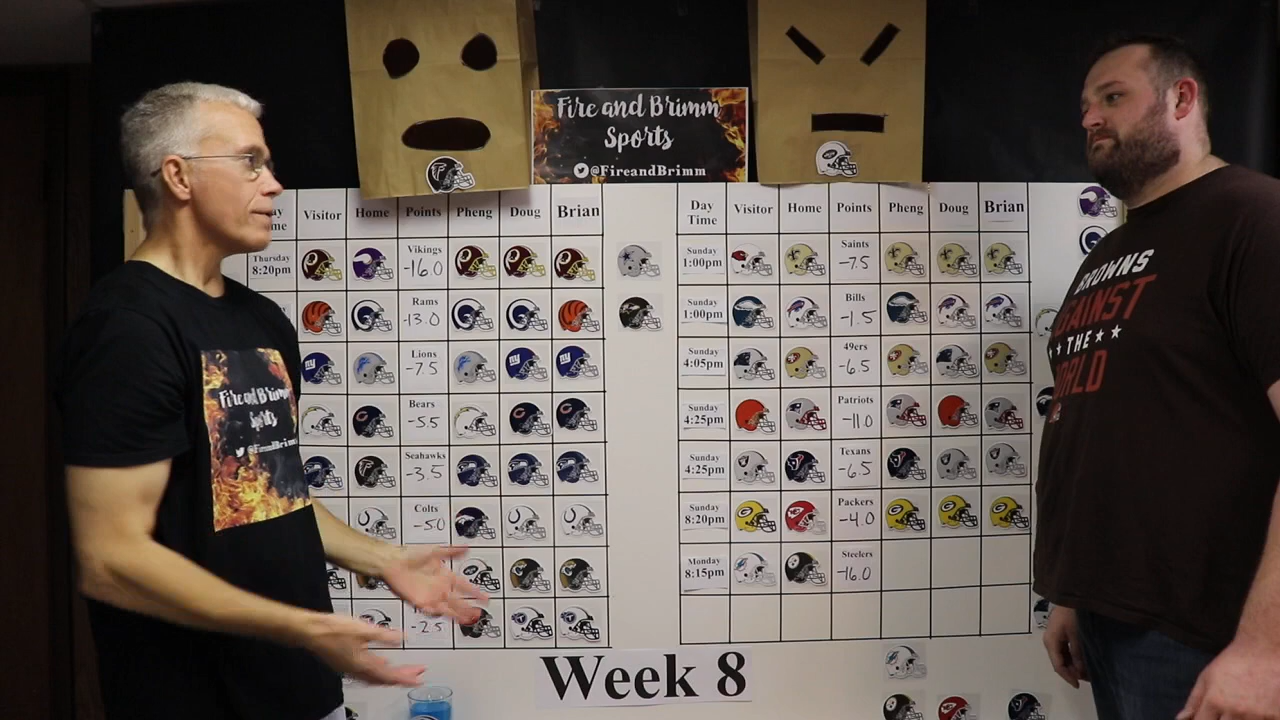 Fire and Brimm
Sports
@FireandBrimm
Visitor Home Points Pheng Doug Brian
Thursday
8:20pm
Vikings
-16.0
Rams
-13.0
Lions
-7.5
Bears
-5.5
Seahawks
-3.5
Colts
-5.0
-2.5
Day
Time Visitor Home Points Pheng Doug Brian
Sunday
1:00pm
Saints
-7.5
Sunday
1:00pm
Bills
-1.5
Sunday
4:05pm
49ers
-6.5
Sunday
4:25pm
Patriots
-11.0
Sunday
4:25pm
Texans
-6.5
Sunday
8:20pm
Packers
-4.0
Monday
8:15pm
Steelers
-16.0
Week 8
Fire and Brimm
Sports
@FireandBrimm
BROWNS
AGAINST
★ THE ★ ★
WORLD